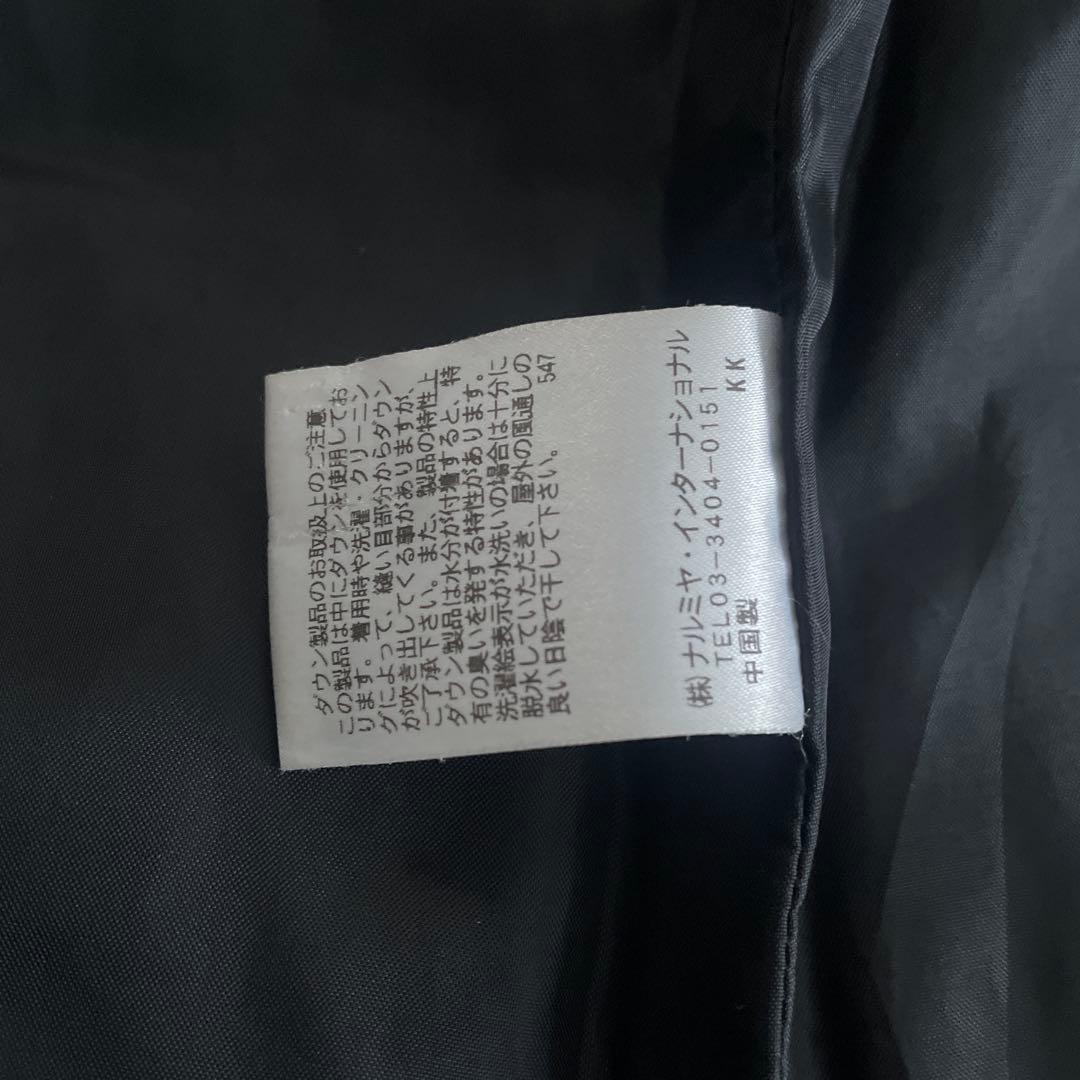 ダウン製品のお取扱上のご注意
この製品は中にダウンを使用してお
ります。着用時や洗濯・クリーニン
グによって、縫い目部分からダウン
が吹き出してくる事がありますが、
ご了承下さい。また、製品の特性上
ダウン製品は水分が付着すると、特
有の臭いを発する特性があります。
洗濯絵表示が水洗いの場合は十分に
脱水していただき、屋外の風通しの
良い日陰で干して下さい。
547
(株)ナルミヤ・インターナショナル
TEL03-3404-0151
中国製 KK